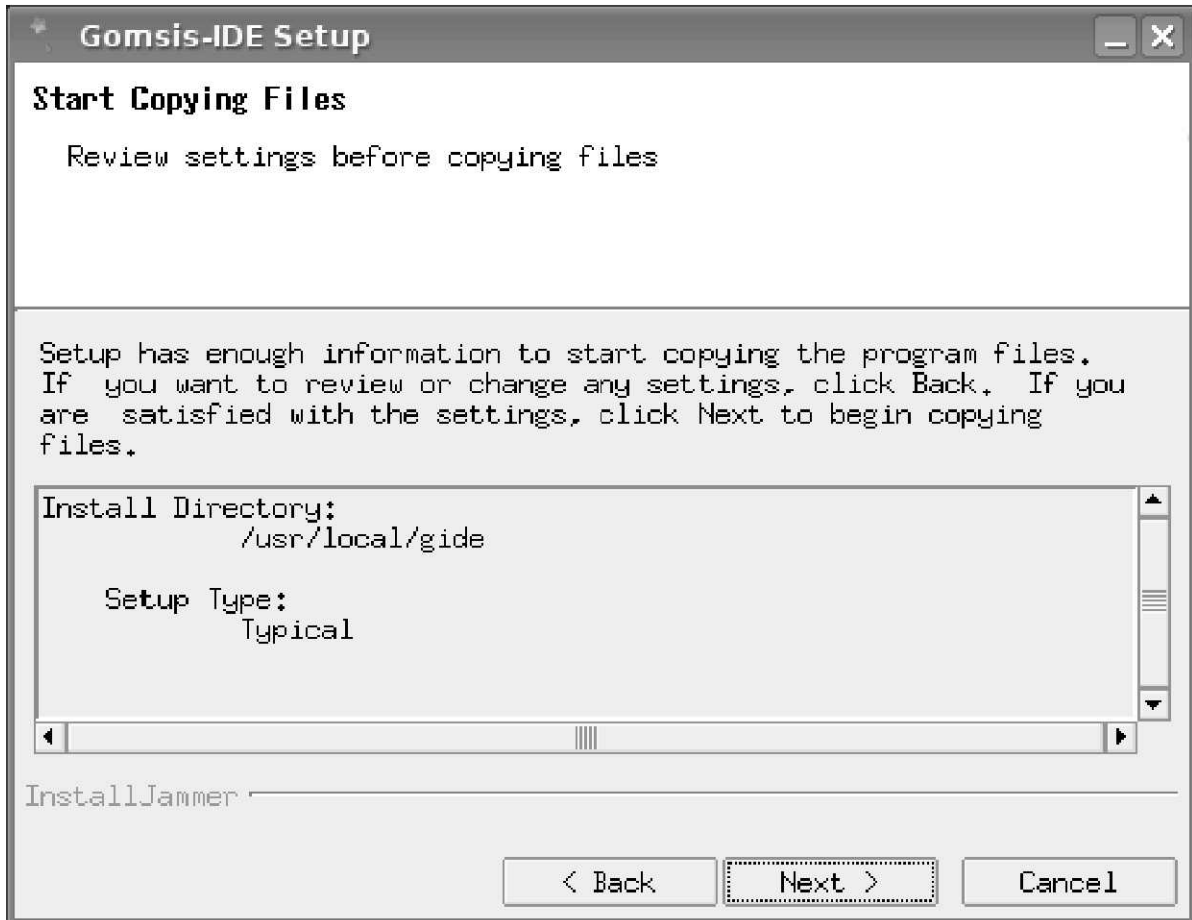 Gomsis-IDE Setup
Start Copying Files
Review settings before copying files
Setup has enough information to start copying the program files.
If  you want to review or change any settings, click Back.  If you
are  satisfied with the settings, click Next to begin copying
files.
Install Directory:
/usr/local/gide
Setup Type:
Typical
InstallJammer
< Back
Next >
Cancel